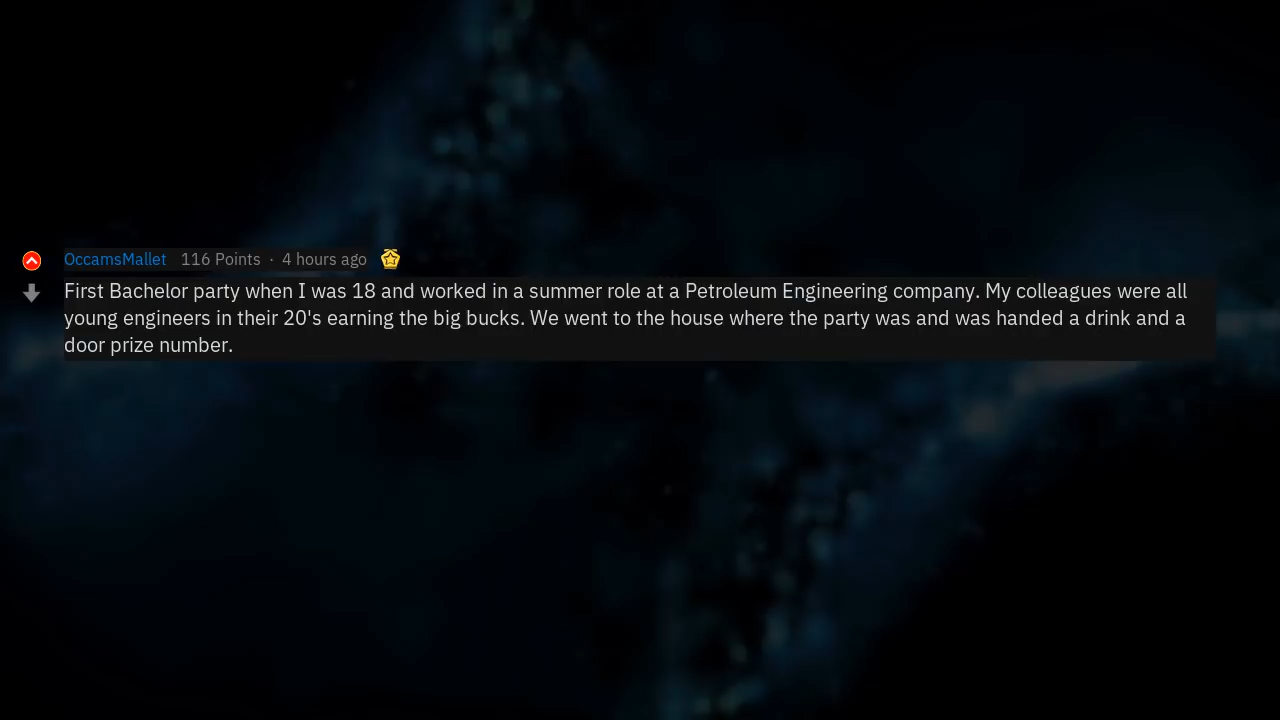 OccamsMallet 116 Points · 4 hours ago
First Bachelor party when I was 18 and worked in a summer role at a Petroleum Engineering company. My colleagues were all
young engineers in their 20's earning the big bucks. We went to the house where the party was and was handed a drink and a
door prize number.